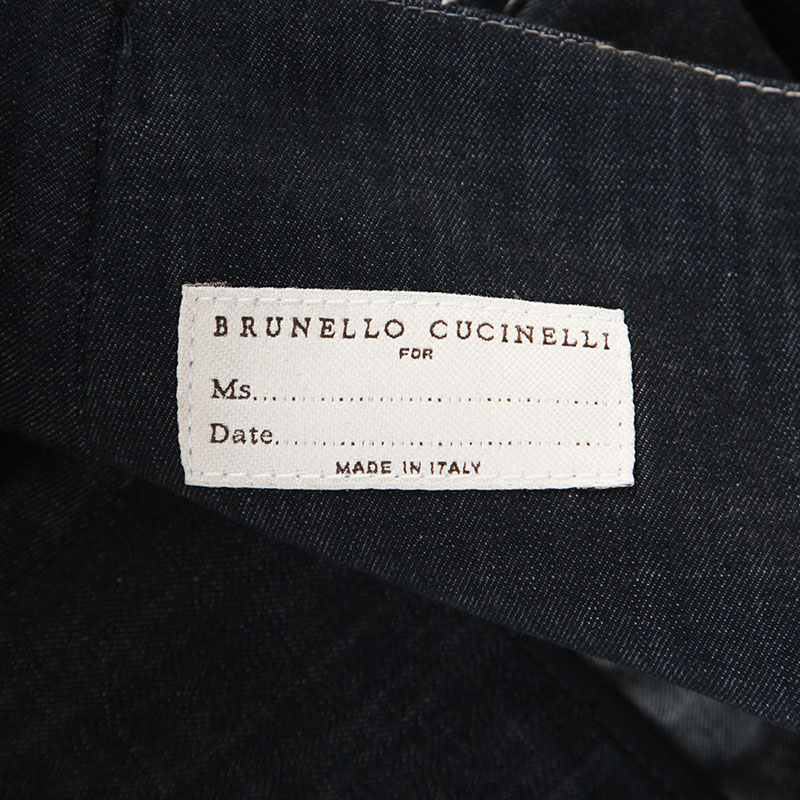 BRUNELLO CUCINELLI
FOR
Ms.......................................
Date....................................
MADE IN ITALY